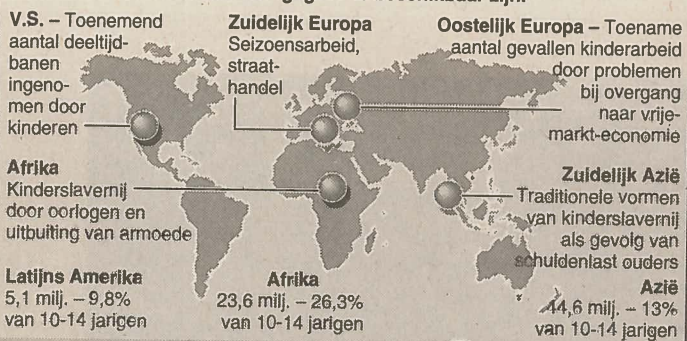 V.S. – Toenemend
aantal deeltijd-
banen
ingeno-
men door
kinderen
Zuidelijk Europa
Seizoensarbeid,
straat-
handel
Oostelijk Europa – Toename
aantal gevallen kinderarbeid
door problemen
bij overgang
naar vrije-
markt-economie
Afrika
Kinderslavernij
door oorlogen en
uitbuiting van armoede
Zuidelijk Azië
Traditionele vormen
van kinderslavernij
als gevolg van
schuldenlast ouders
Latijns Amerika
5,1 milj. – 9,8%
van 10-14 jarigen
Afrika
23,6 milj. – 26,3%
van 10-14 jarigen
Azië
44,6 milj. – 13%
van 10-14 jarigen